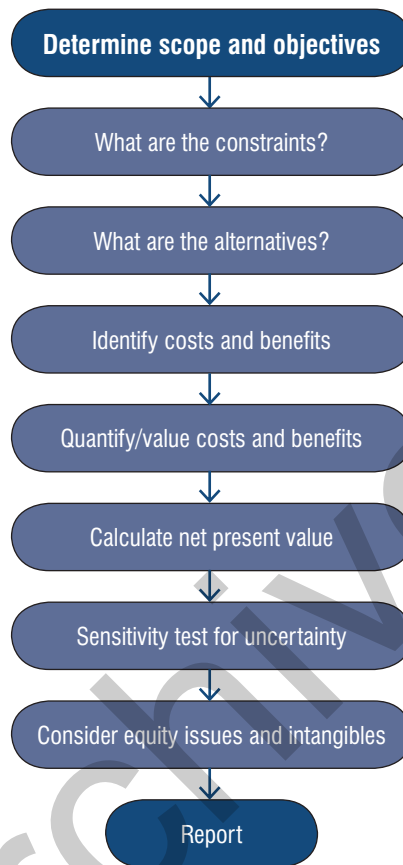 Determine scope and objectives
What are the constraints?
What are the alternatives?
Identify costs and benefits
Quantify/value costs and benefits
Calculate net present value
Sensitivity test for uncertainty
Consider equity issues and intangibles
Report